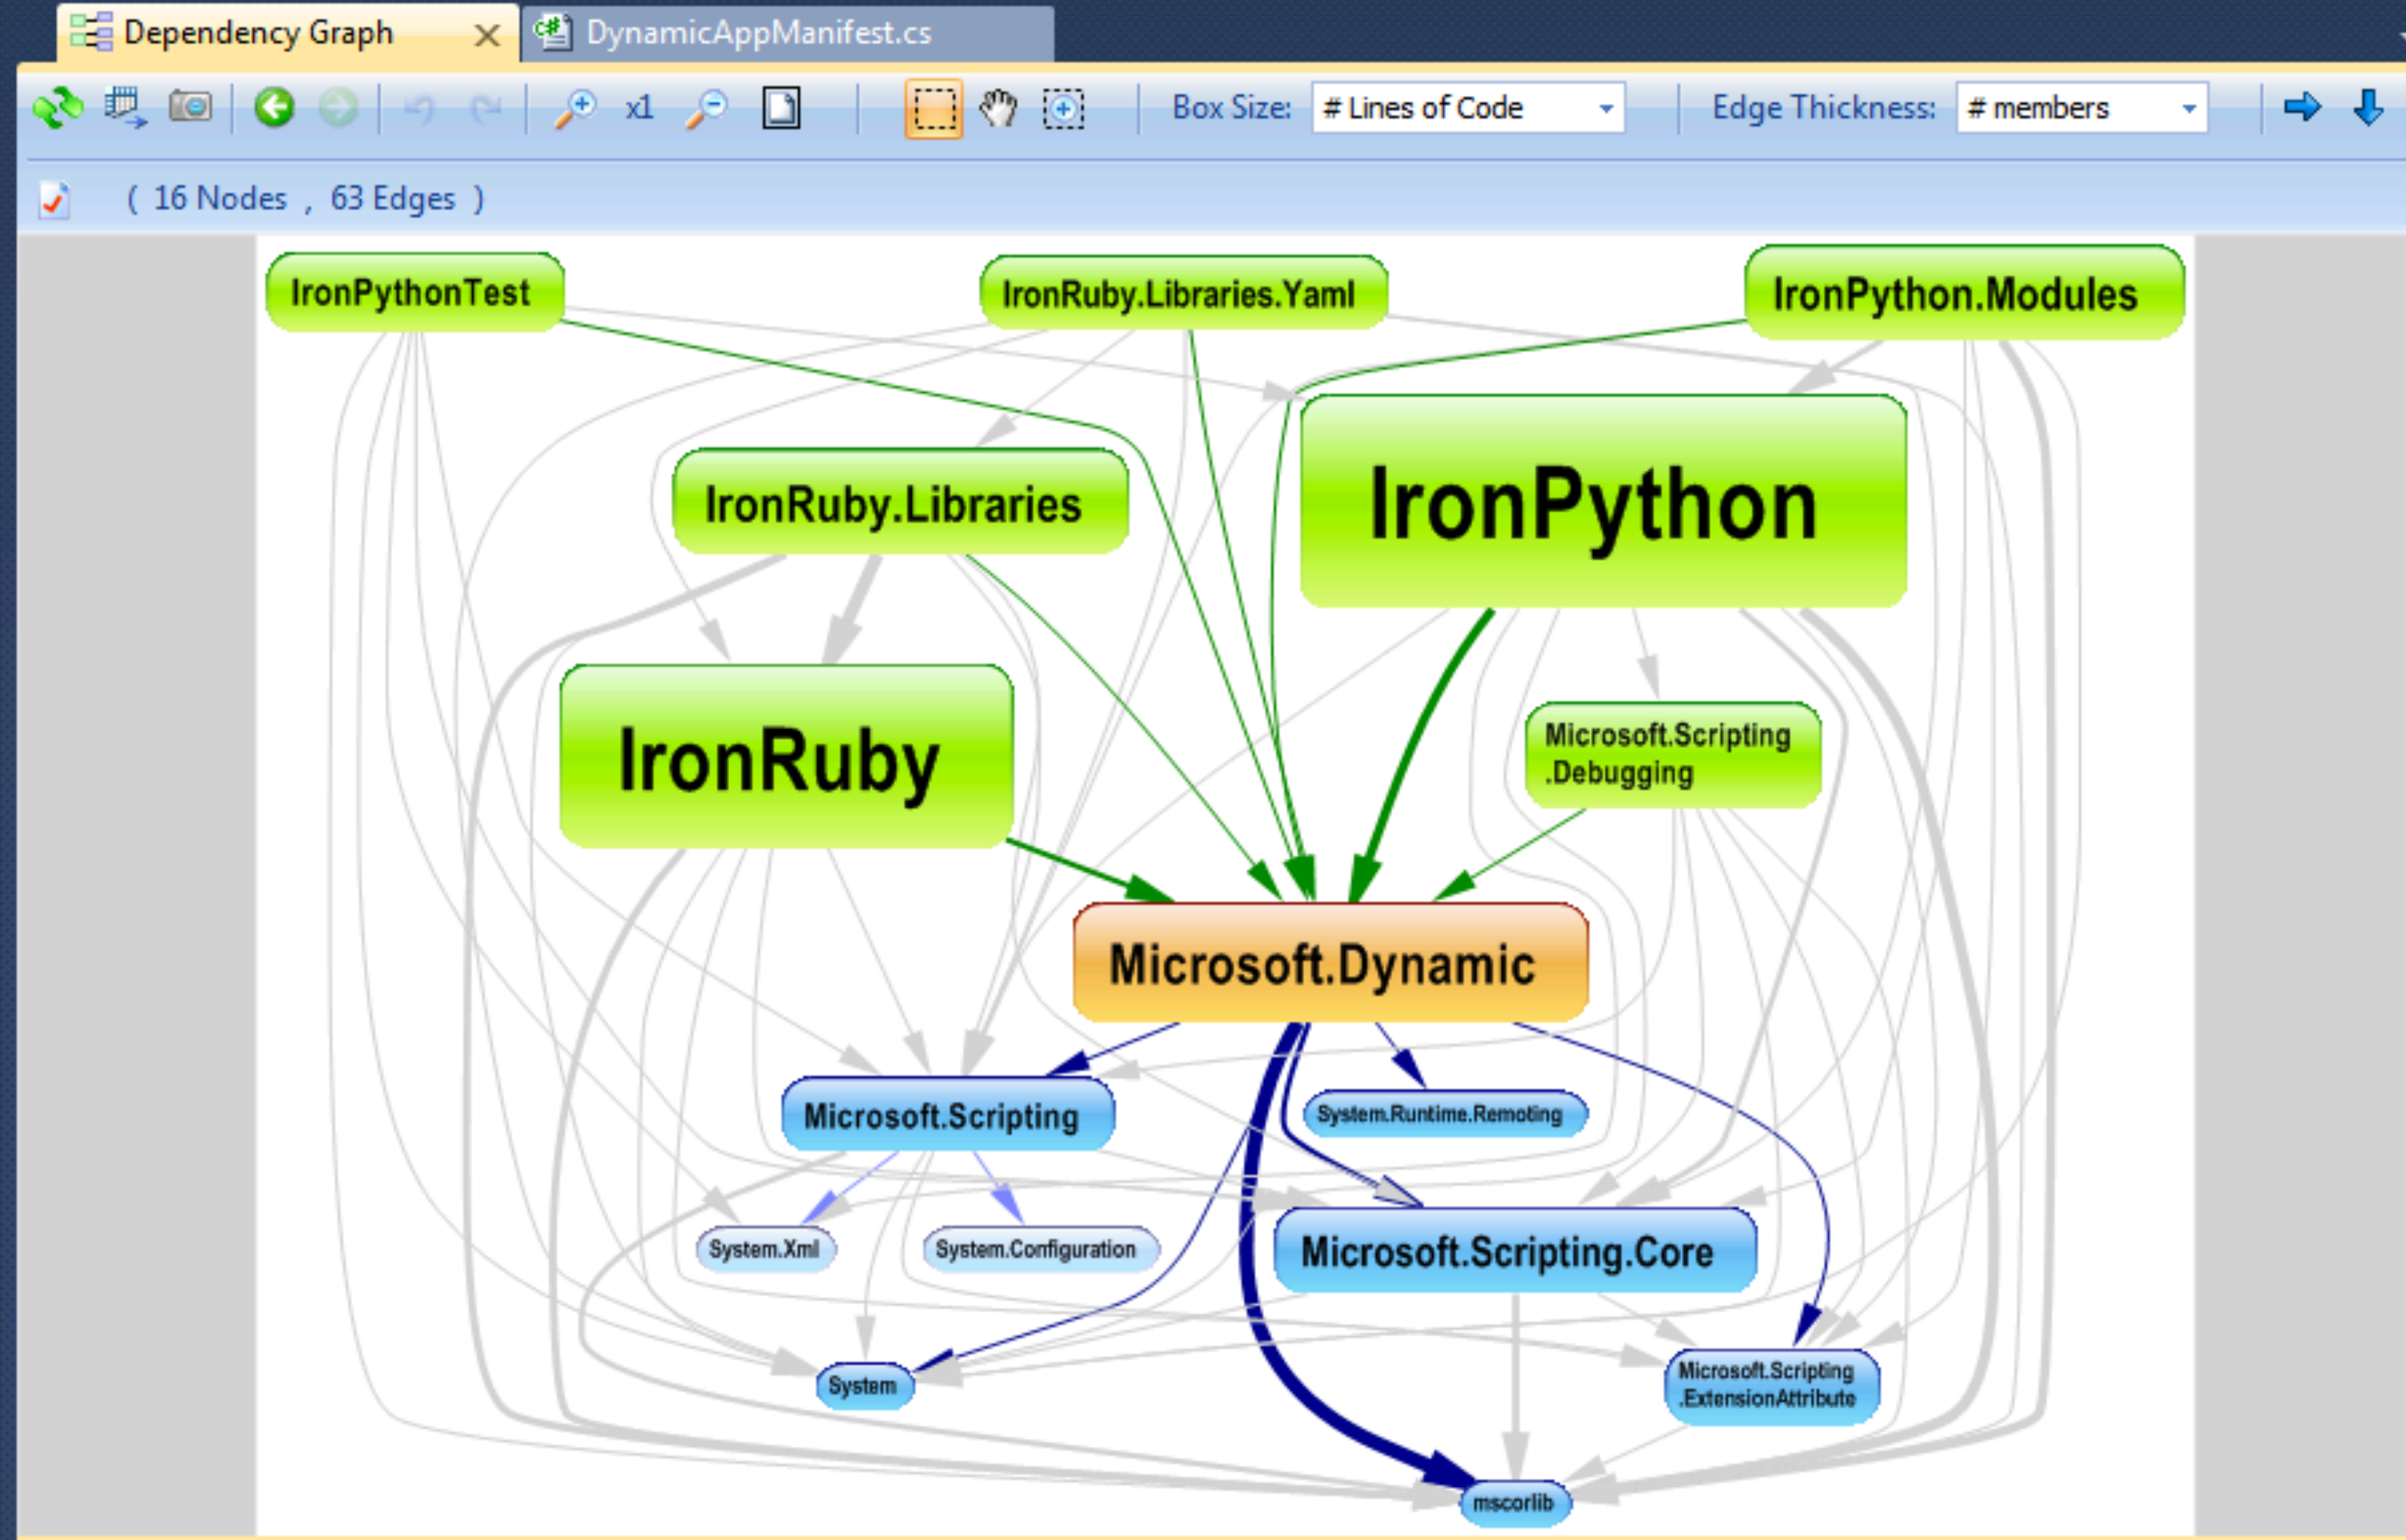 Dependency Graph
DynamicAppManifest.cs
x1
Box Size:
# Lines of Code
Edge Thickness:
# members
( 16 Nodes , 63 Edges )
IronPythonTest
IronRuby.Libraries.Yaml
IronPython.Modules
IronRuby.Libraries
IronPython
IronRuby
Microsoft.Scripting
.Debugging
Microsoft.Dynamic
Microsoft.Scripting
System.Runtime.Remoting
System.Xml
System.Configuration
Microsoft.Scripting.Core
System
Microsoft.Scripting
.ExtensionAttribute
mscorlib